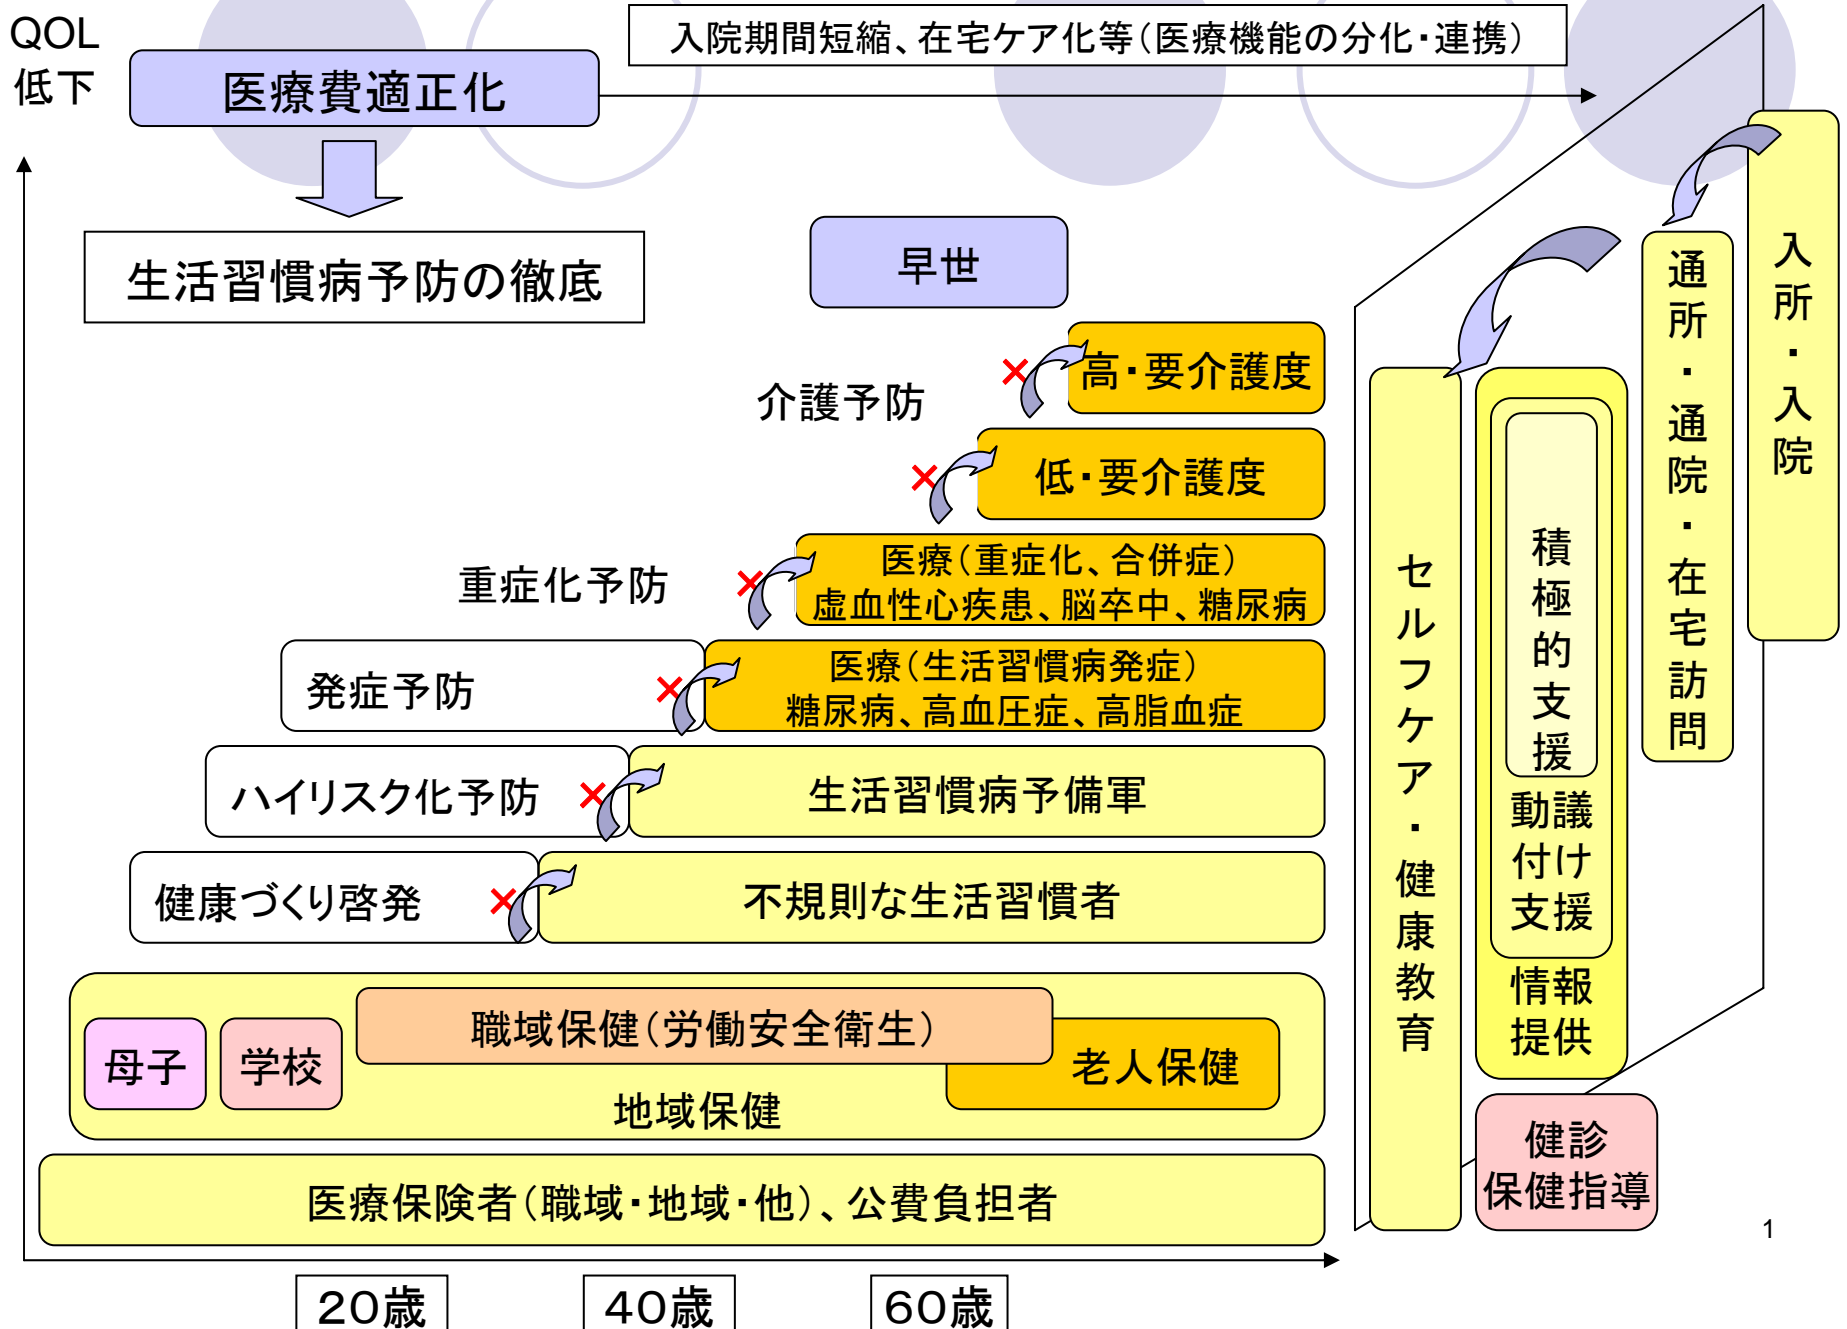 QOL
低下
入院期間短縮、在宅ケア化等（医療機能の分化・連携）
医療費適正化
生活習慣病予防の徹底
早世
高・要介護度
介護予防
低・要介護度
医療（重症化、合併症）
虚血性心疾患、脳卒中、糖尿病
重症化予防
発症予防
医療（生活習慣病発症）
糖尿病、高血圧症、高脂血症
ハイリスク化予防
生活習慣病予備軍
健康づくり啓発
不規則な生活習慣者
職域保健（労働安全衛生）
母子
学校
老人保健
地域保健
医療保険者（職域・地域・他）、公費負担者
20歳
40歳
60歳
セルフケア・健康教育
積極的支援
動議
付け
支援
情報
提供
健診
保健指導
通所・通院・在宅訪問
入所・入院
1